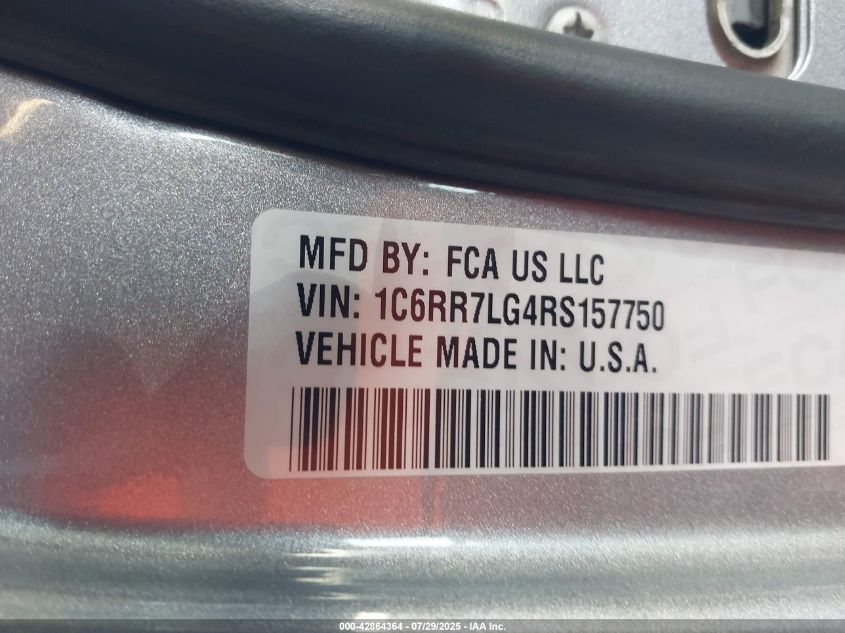 MFD BY: FCA US LLC
VIN: 1C6RR7LG4RS157750
VEHICLE MADE IN: U.S.A.
000-42864364 - 07/29/2025 - IAA Inc.